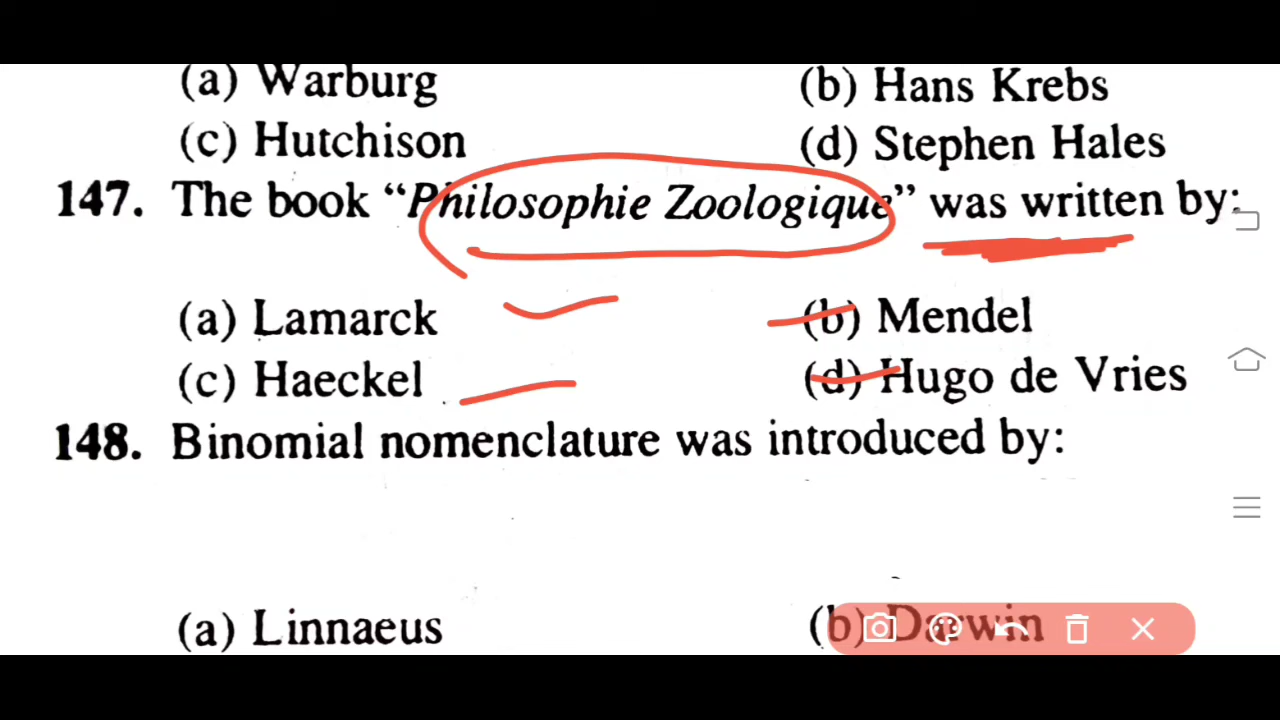 (a) Warburg (b) Hans Krebs
(c) Hutchison (d) Stephen Hales
147. The book “Philosophie Zoologique” was written by:
(a) Lamarck (b) Mendel
(c) Haeckel (d) Hugo de Vries
148. Binomial nomenclature was introduced by:
(a) Linnaeus (b) Darwin